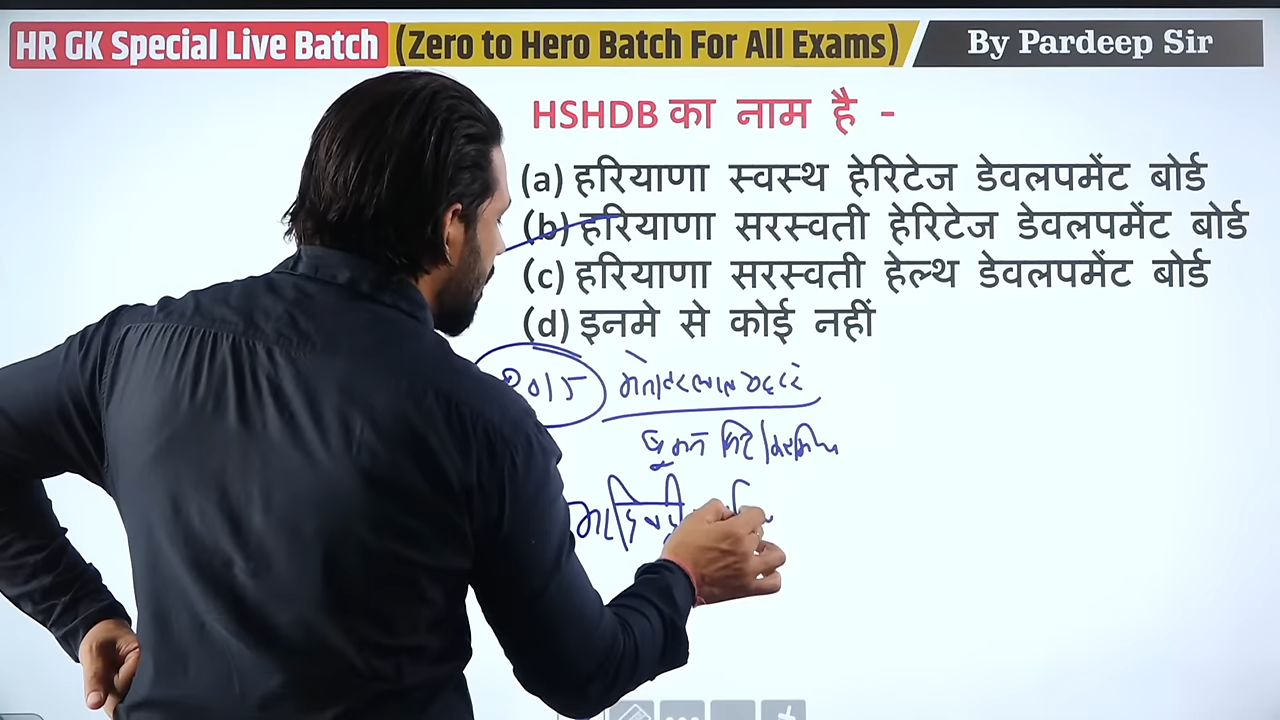 HR GK Special Live Batch (Zero to Hero Batch For All Exams) By Pardeep Sir
HSHDB का नाम है -
(a) हरियाणा स्वस्थ हेरिटेज डेवलपमेंट बोर्ड
(b) हरियाणा सरस्वती हेरिटेज डेवलपमेंट बोर्ड
(c) हरियाणा सरस्वती हेल्थ डेवलपमेंट बोर्ड
(d) इनमे से कोई नहीं
2015